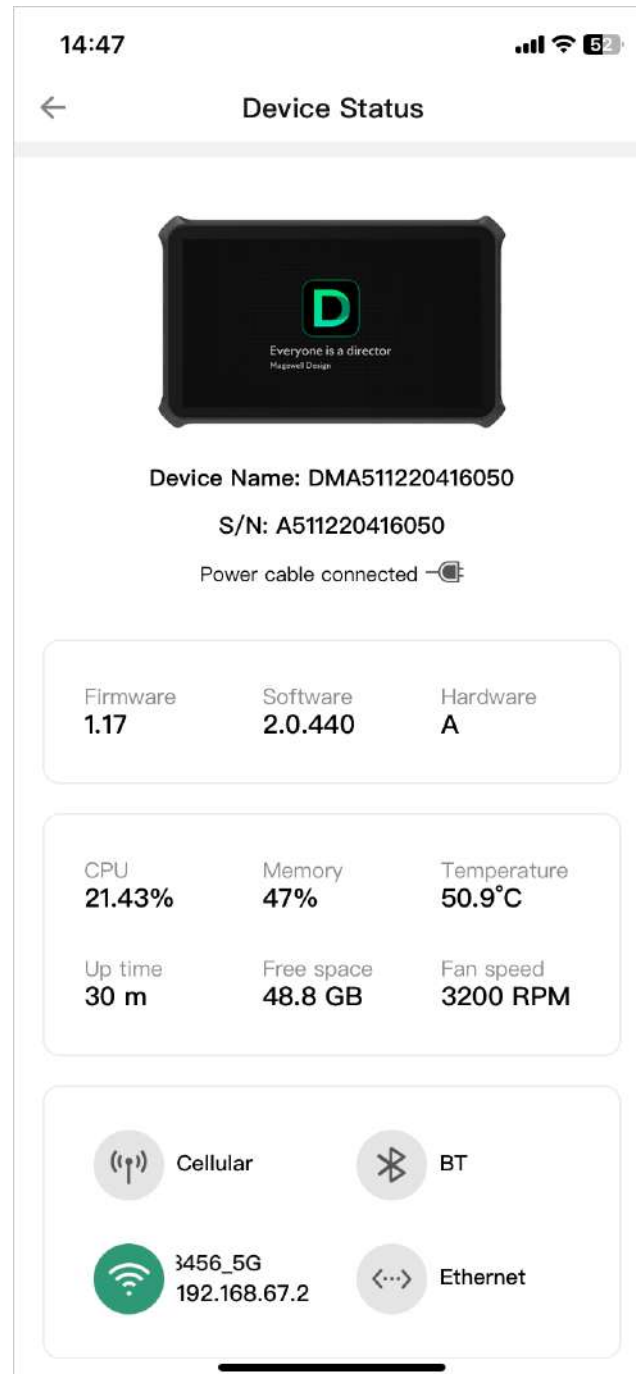 14:47
52
Device Status
D
Everyone is a director
Magewell Design
Device Name: DMA511220416050
S/N: A511220416050
Power cable connected
Firmware Software Hardware
1.17 2.0.440 A
CPU Memory Temperature
21.43% 47% 50.9°C
Up time Free space Fan speed
30 m 48.8 GB 3200 RPM
Cellular BT
3456_5G
192.168.67.2 Ethernet